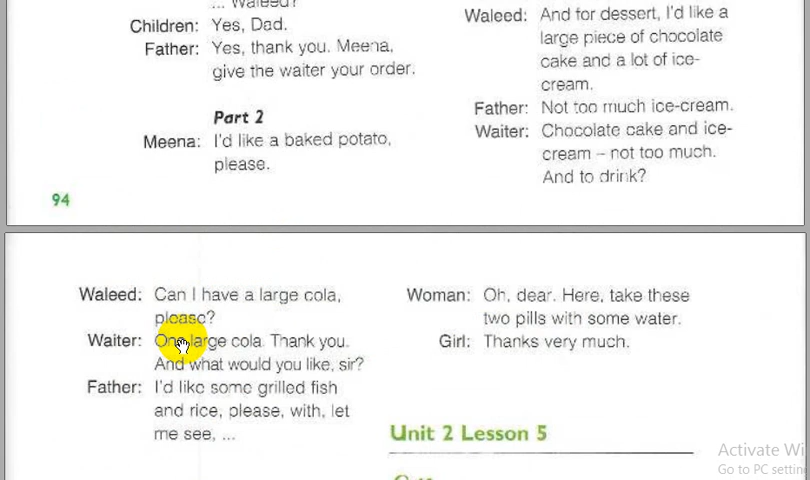 ... Waleed?
Children: Yes, Dad.
Father: Yes, thank you. Meena,
give the waiter your order.
Part 2
Meena: I'd like a baked potato,
please.
94
Waleed: And for dessert, I'd like a
large piece of chocolate
cake and a lot of ice-
cream.
Father: Not too much ice-cream.
Waiter: Chocolate cake and ice-
cream – not too much.
And to drink?
Waleed: Can I have a large cola,
please?
Waiter: One large cola. Thank you.
And what would you like, sir?
Father: I'd like some grilled fish
and rice, please, with, let
me see, ...
Woman: Oh, dear. Here, take these
two pills with some water.
Girl: Thanks very much.
Unit 2 Lesson 5
Activate Wi
Go to PC settin